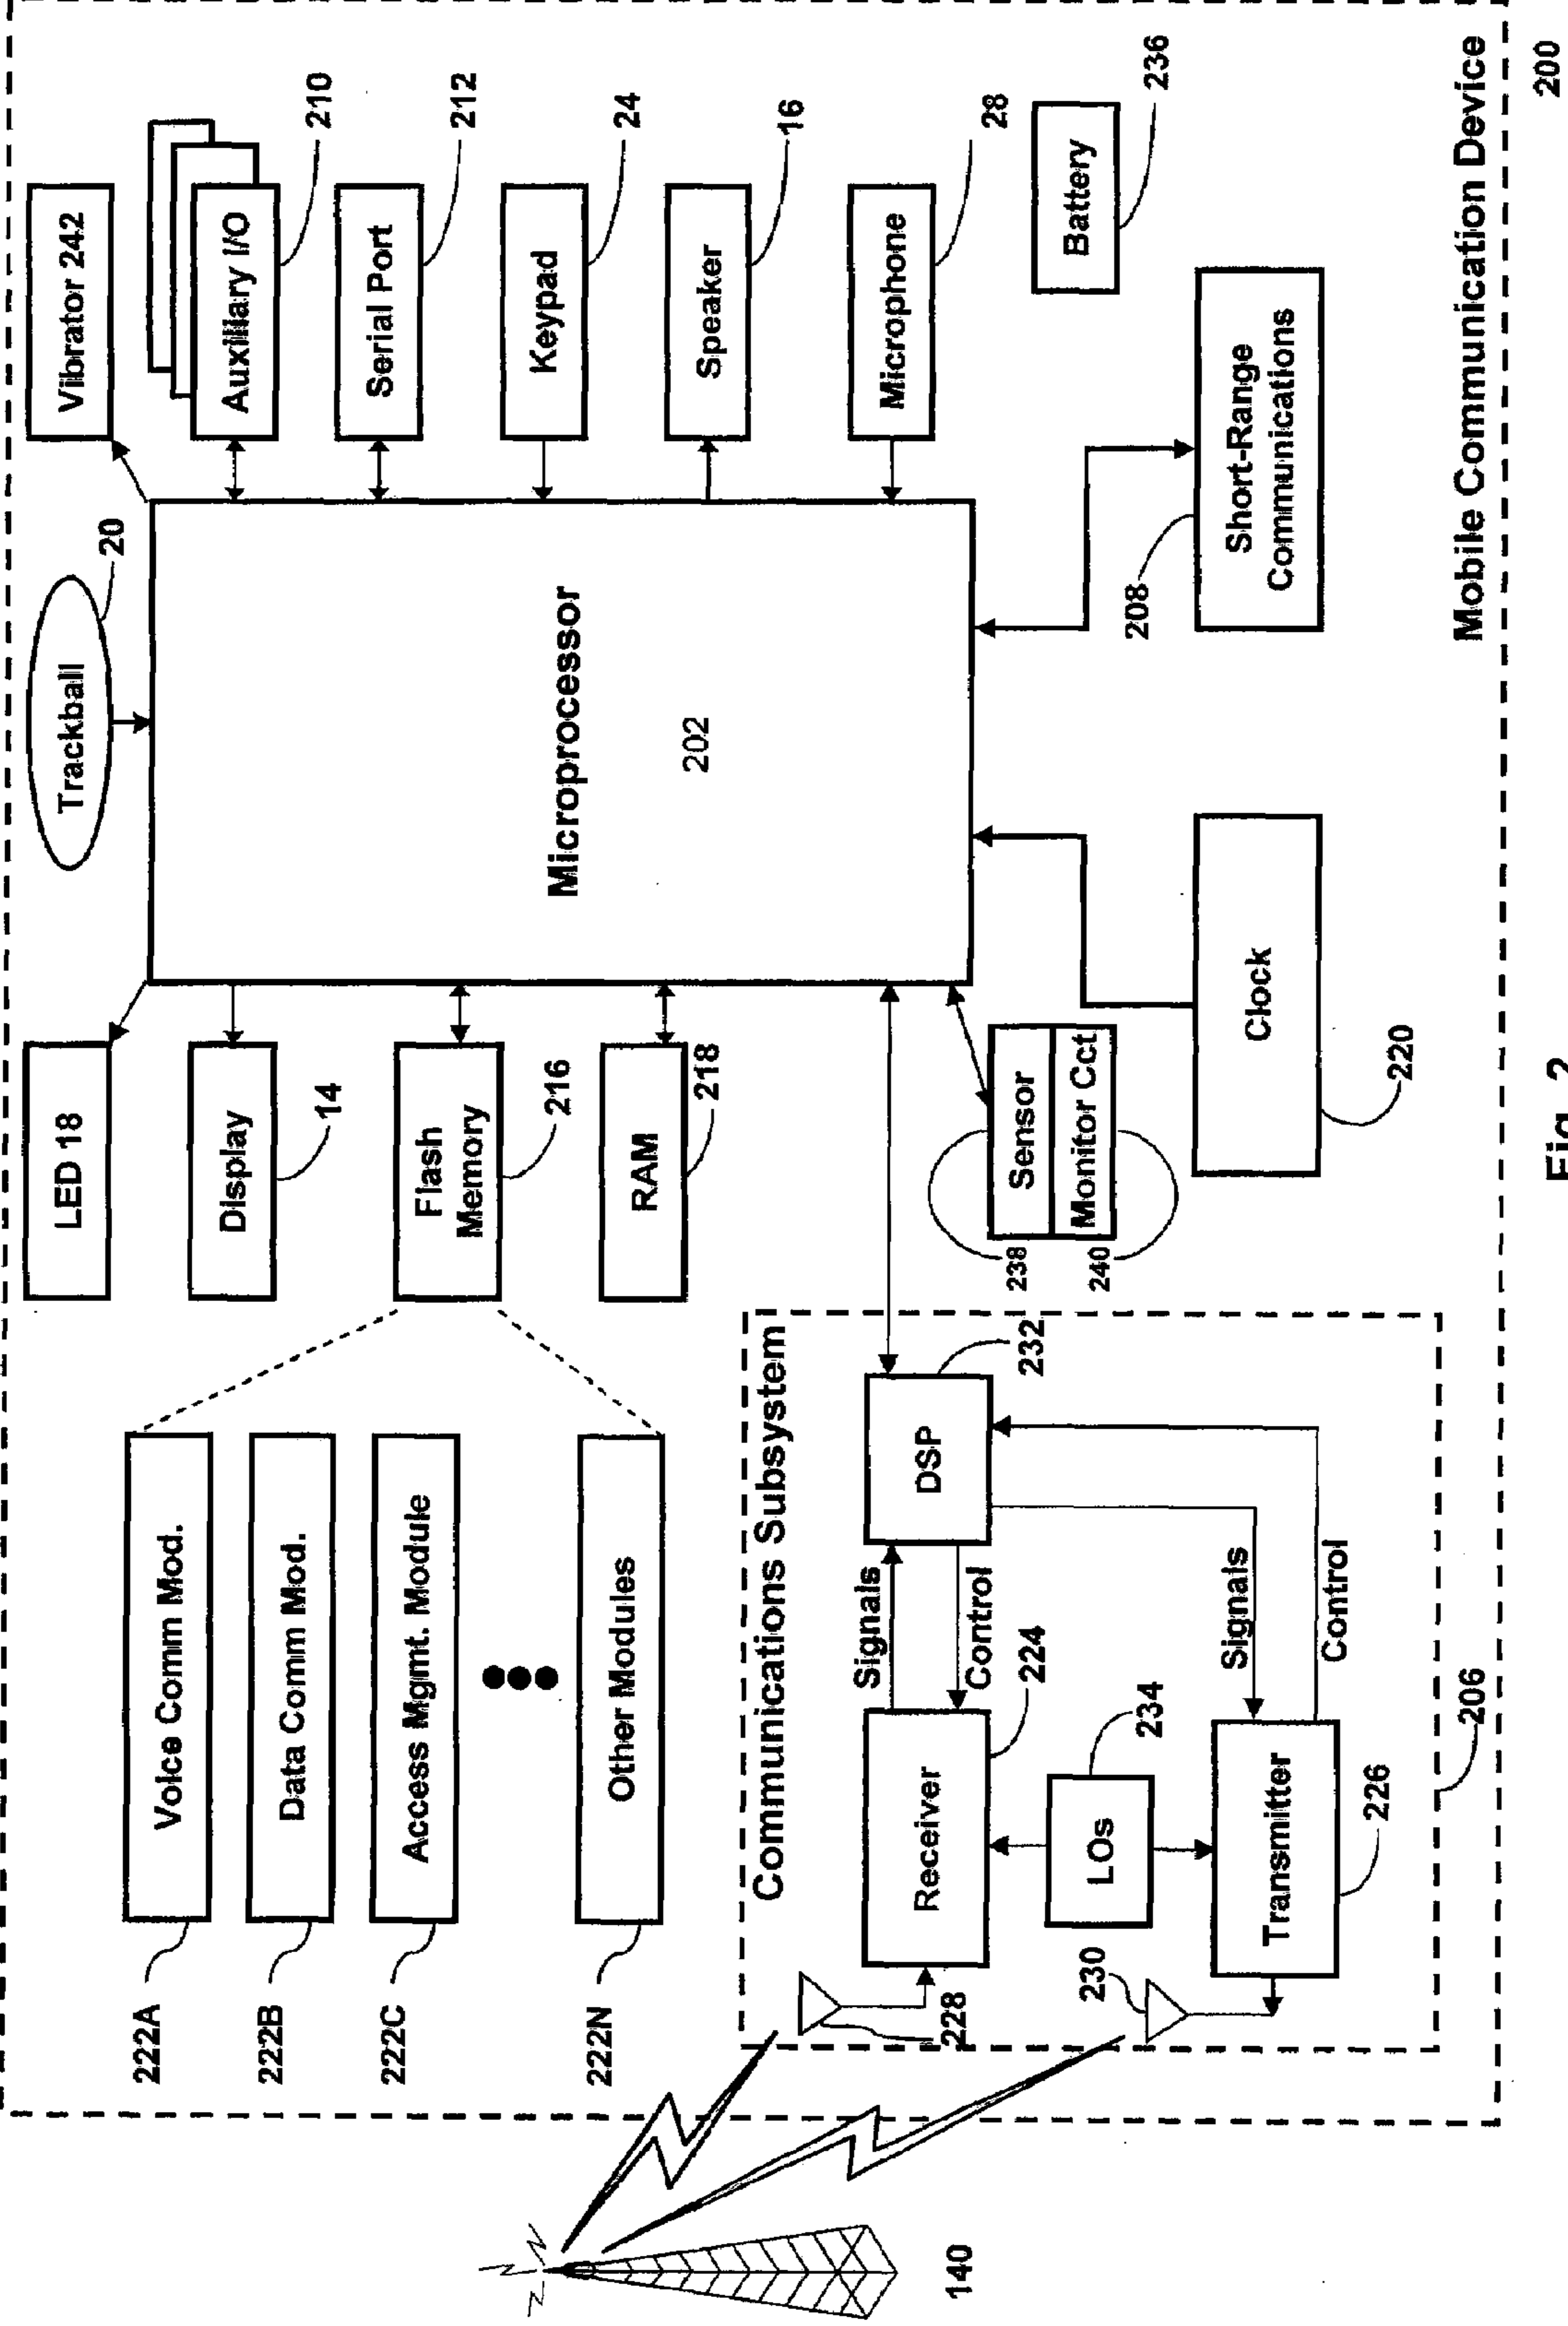 Trackball
20
LED 18
Vibrator 242
Voice Comm Mod.
222A
Data Comm Mod.
222B
Access Mgmt. Module
222C
Other Modules
222N
Display
14
Flash
Memory
216
RAM
218
Microprocessor
202
Auxiliary I/O
210
Serial Port
212
Keypad
24
Speaker
16
Microphone
28
Battery
236
Communications Subsystem
Receiver
224
Signals
Control
DSP
232
LOs
234
Transmitter
226
Signals
Control
228
230
206
Sensor
238
Monitor Cct
240
Clock
220
Short-Range
Communications
208
140
Mobile Communication Device
200
Fig. 2